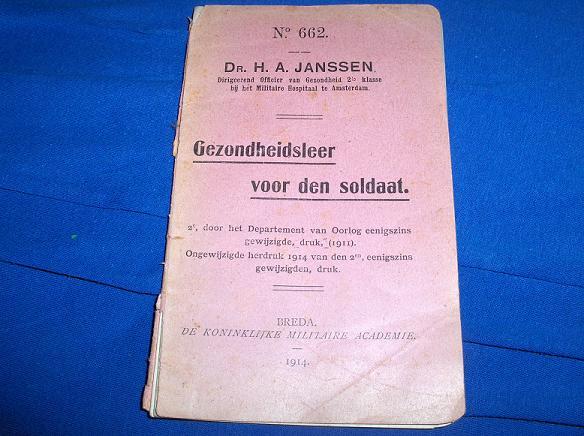 Nº 662.
DR. H. A. JANSSEN,
Dirigeerend Officier van Gezondheid 2de klasse
bij het Militaire Hospitaal te Amsterdam.
Gezondheidsleer
voor den soldaat.
2e, door het Departement van Oorlog eenigszins
gewijzigde, druk, (1911).
Ongewijzigde herdruk 1914 van den 2en, eenigszins
gewijzigden, druk.
BREDA.
DE KONINKLIJKE MILITAIRE ACADEMIE.
1914.